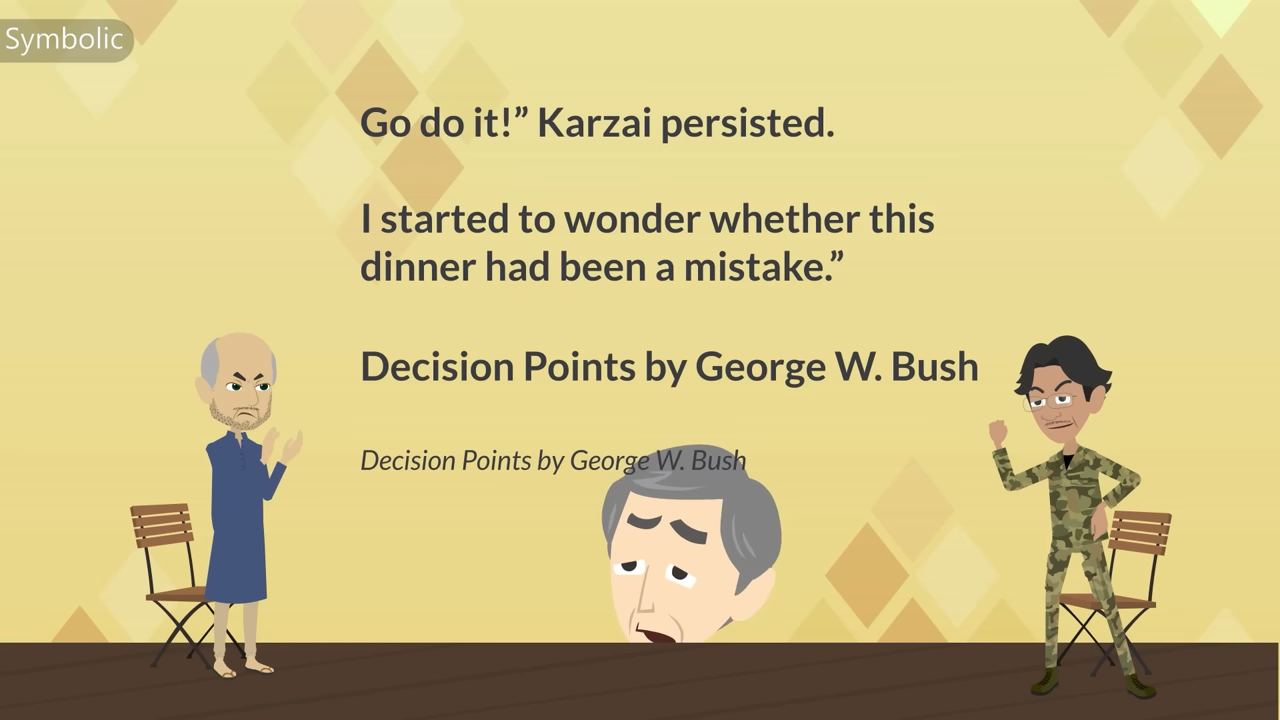 Symbolic
Go do it!” Karzai persisted.
I started to wonder whether this
dinner had been a mistake.”
Decision Points by George W. Bush
Decision Points by George W. Bush